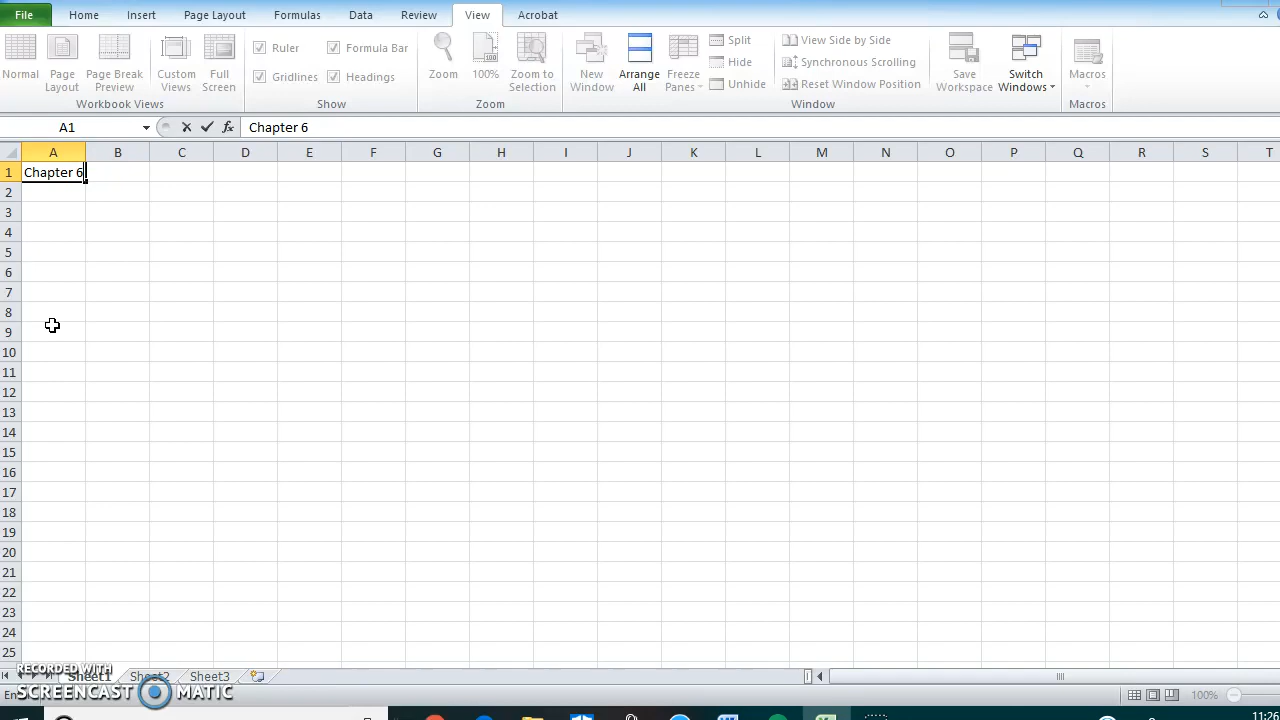 File Home Insert Page Layout Formulas Data Review View Acrobat
Normal Page Layout Page Break Preview Custom Views Full Screen
Workbook Views
Ruler Formula Bar
Gridlines Headings
Show
Zoom 100% Zoom to Selection
Zoom
New Window Arrange All Freeze Panes
Split
Hide
Unhide
View Side by Side
Synchronous Scrolling
Reset Window Position
Window
Save Workspace Switch Windows
Macros
Macros
A1 fx Chapter 6
A B C D E F G H I J K L M N O P Q R S T
1 Chapter 6
2
3
4
5
6
7
8
9
10
11
12
13
14
15
16
17
18
19
20
21
22
23
24
25
RECORDED WITH
SCREENCAST MATIC
Sheet1 Sheet2 Sheet3
100%
11:26